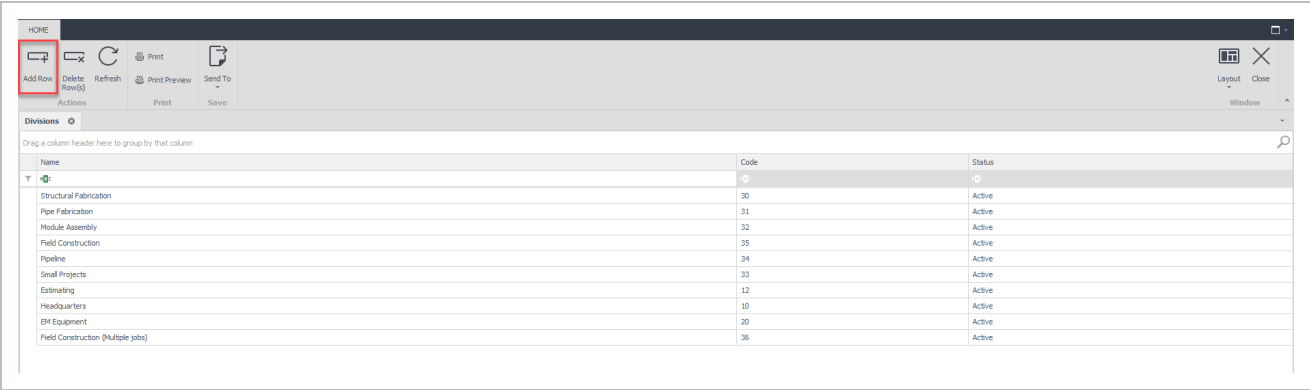 HOME
Add Row
Delete Row(s)
Refresh
Print
Print Preview
Send To
Layout
Close
Actions
Print
Save
Window
Divisions
Drag a column header here to group by that column
Name Code Status
Structural Fabrication 30 Active
Pipe Fabrication 31 Active
Module Assembly 32 Active
Field Construction 35 Active
Pipeline 34 Active
Small Projects 33 Active
Estimating 12 Active
Headquarters 10 Active
EM Equipment 20 Active
Field Construction (Multiple jobs) 36 Active